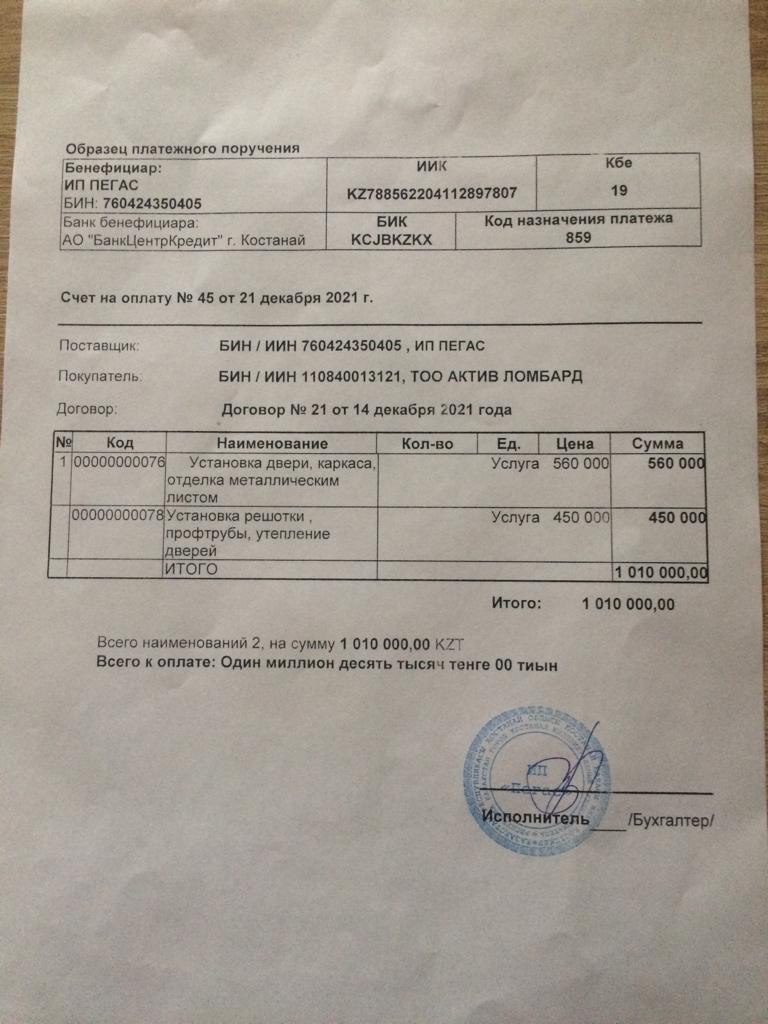 Образец платежного поручения
Бенефициар: ИИК Кбе
ИП ПЕГАС
БИН: 760424350405 KZ788562204112897807 19
Банк бенефициара: БИК Код назначения платежа
АО "БанкЦентрКредит" г. Костанай KCJBKZKX 859
Счет на оплату № 45 от 21 декабря 2021 г.
Поставщик: БИН / ИИН 760424350405 , ИП ПЕГАС
Покупатель: БИН / ИИН 110840013121, ТОО АКТИВ ЛОМБАРД
Договор: Договор № 21 от 14 декабря 2021 года
№ Код Наименование Кол-во Ед. Цена Сумма
1 00000000076 Установка двери, каркаса, Услуга 560 000 560 000
отделка металлическим
листом
00000000078 Установка решотки , Услуга 450 000 450 000
профтрубы, утепление
дверей
ИТОГО 1 010 000,00
Итого: 1 010 000,00
Всего наименований 2, на сумму 1 010 000,00 KZT
Всего к оплате: Один миллион десять тысяч тенге 00 тиын
ИП
«Пегас»
Исполнитель____ /Бухгалтер/